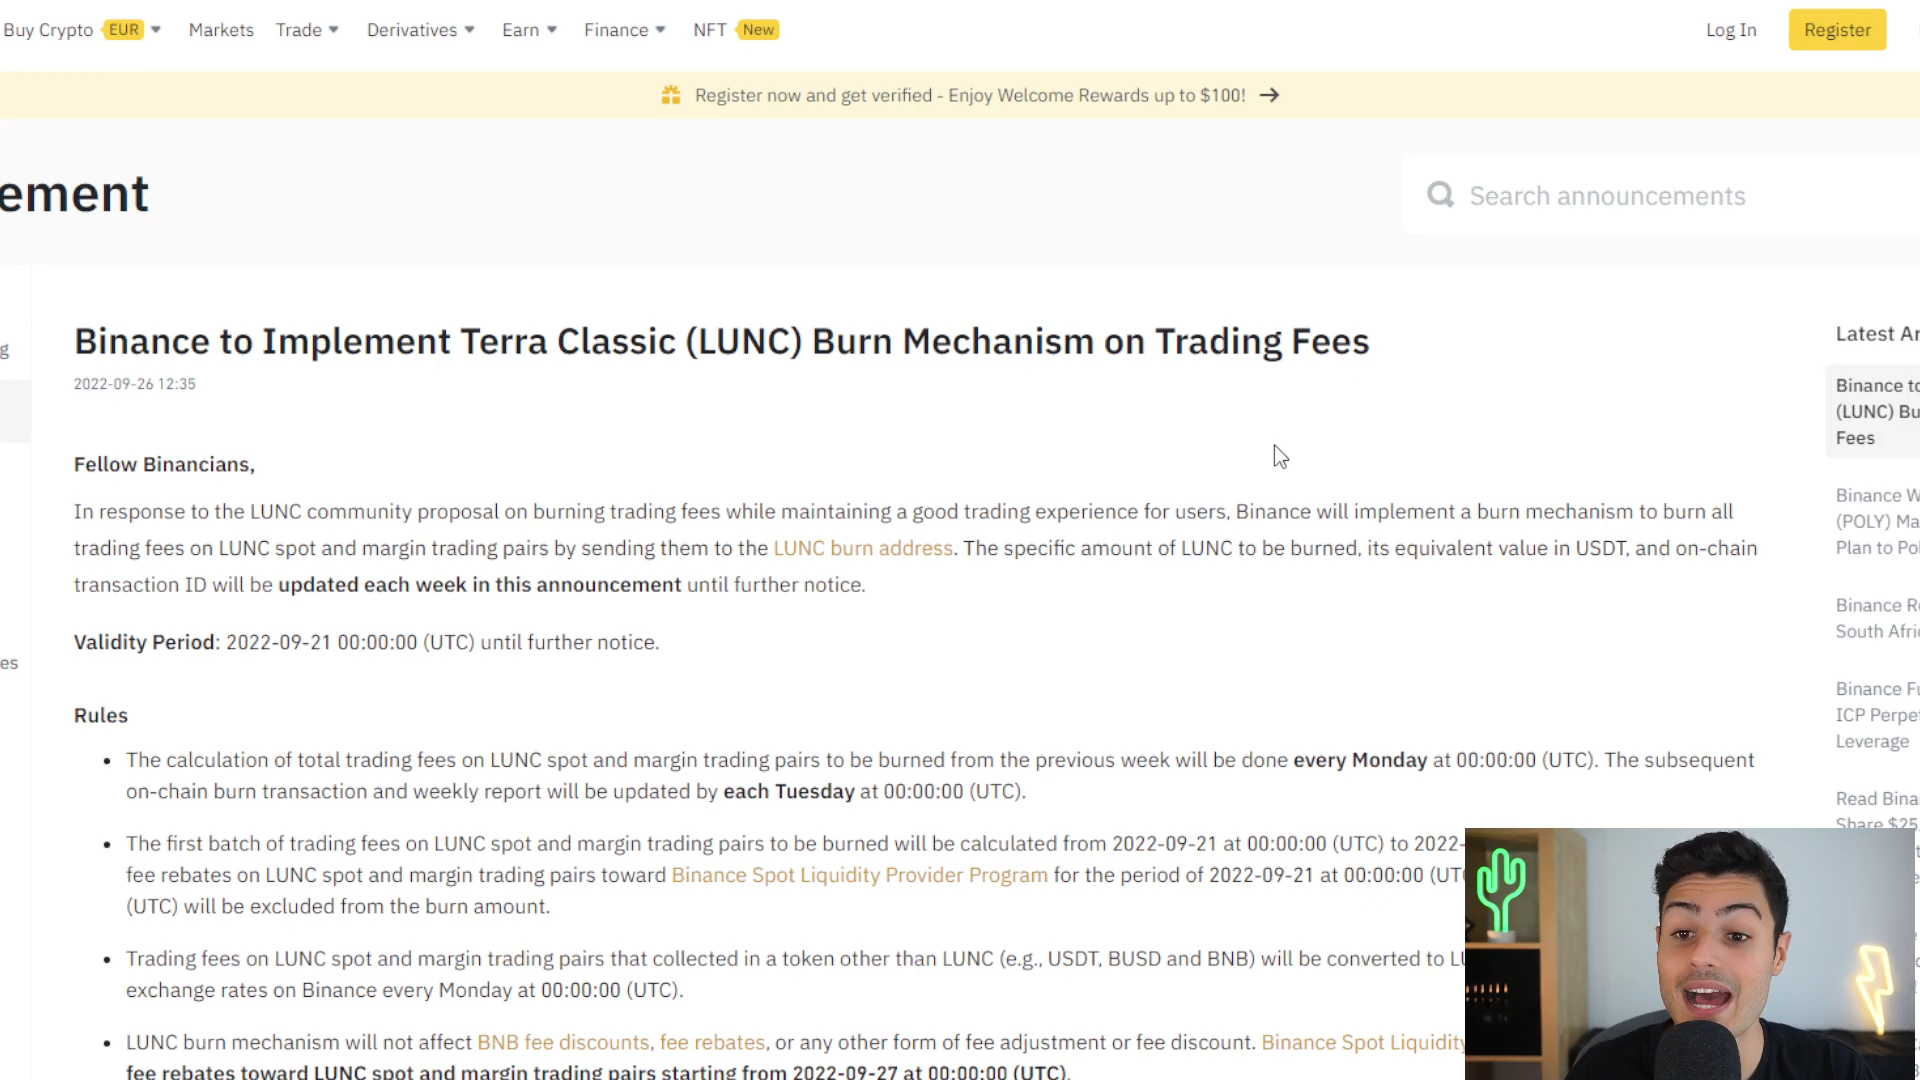 Buy Crypto EUR Markets Trade Derivatives Earn Finance NFT New Log In Register
Register now and get verified - Enjoy Welcome Rewards up to $100!
ement
Search announcements
Binance to Implement Terra Classic (LUNC) Burn Mechanism on Trading Fees
2022-09-26 12:35
Fellow Binancians,
In response to the LUNC community proposal on burning trading fees while maintaining a good trading experience for users, Binance will implement a burn mechanism to burn all
trading fees on LUNC spot and margin trading pairs by sending them to the LUNC burn address. The specific amount of LUNC to be burned, its equivalent value in USDT, and on-chain
transaction ID will be updated each week in this announcement until further notice.
Validity Period: 2022-09-21 00:00:00 (UTC) until further notice.
Rules
• The calculation of total trading fees on LUNC spot and margin trading pairs to be burned from the previous week will be done every Monday at 00:00:00 (UTC). The subsequent
on-chain burn transaction and weekly report will be updated by each Tuesday at 00:00:00 (UTC).
• The first batch of trading fees on LUNC spot and margin trading pairs to be burned will be calculated from 2022-09-21 at 00:00:00 (UTC) to 2022-
fee rebates on LUNC spot and margin trading pairs toward Binance Spot Liquidity Provider Program for the period of 2022-09-21 at 00:00:00 (UTC
(UTC) will be excluded from the burn amount.
• Trading fees on LUNC spot and margin trading pairs that collected in a token other than LUNC (e.g., USDT, BUSD and BNB) will be converted to LU
exchange rates on Binance every Monday at 00:00:00 (UTC).
• LUNC burn mechanism will not affect BNB fee discounts, fee rebates, or any other form of fee adjustment or fee discount. Binance Spot Liquidity
fee rebates toward LUNC spot and margin trading pairs starting from 2022-09-27 at 00:00:00 (UTC).
g
es
Latest Ar
Binance to
(LUNC) Bu
Fees
Binance W
(POLY) Ma
Plan to Pol
Binance Re
South Afric
Binance Fu
ICP Perpet
Leverage
Read Bina
Share $25